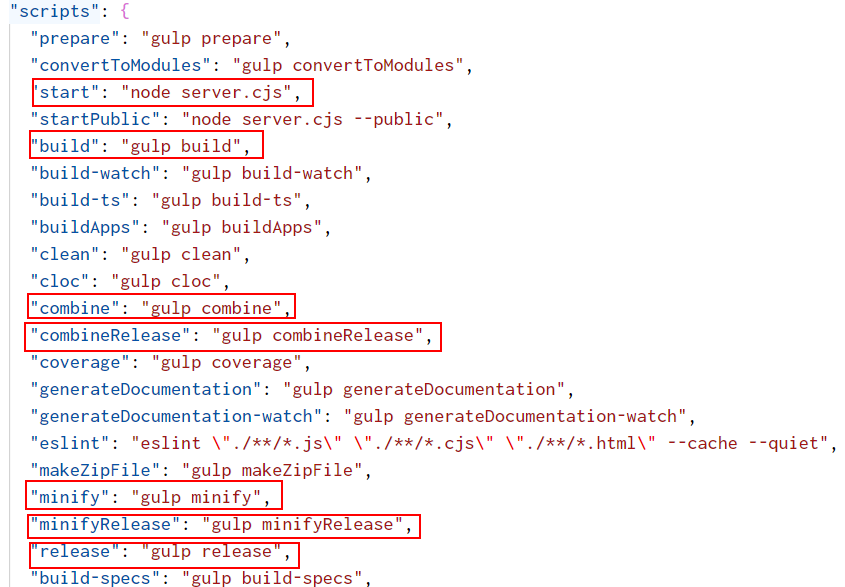 "scripts": {
"prepare": "gulp prepare",
"convertToModules": "gulp convertToModules",
"start": "node server.cjs",
"startPublic": "node server.cjs --public",
"build": "gulp build",
"build-watch": "gulp build-watch",
"build-ts": "gulp build-ts",
"buildApps": "gulp buildApps",
"clean": "gulp clean",
"cloc": "gulp cloc",
"combine": "gulp combine",
"combineRelease": "gulp combineRelease",
"coverage": "gulp coverage",
"generateDocumentation": "gulp generateDocumentation",
"generateDocumentation-watch": "gulp generateDocumentation-watch",
"eslint": "eslint \"./**/*.js\" \"./**/*.cjs\" \"./**/*.html\" --cache --quiet",
"makeZipFile": "gulp makeZipFile",
"minify": "gulp minify",
"minifyRelease": "gulp minifyRelease",
"release": "gulp release",
"build-specs": "gulp build-specs",